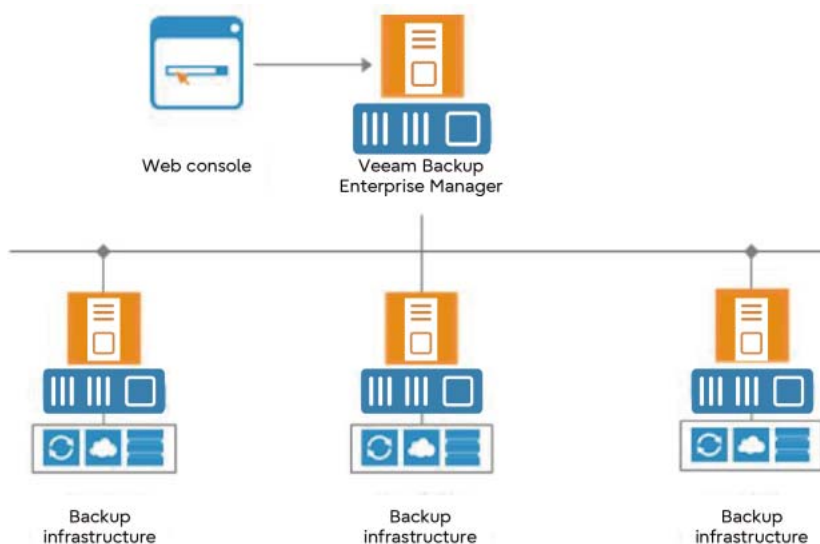 Web console
Veeam Backup
Enterprise Manager
Backup
infrastructure
Backup
infrastructure
Backup
infrastructure